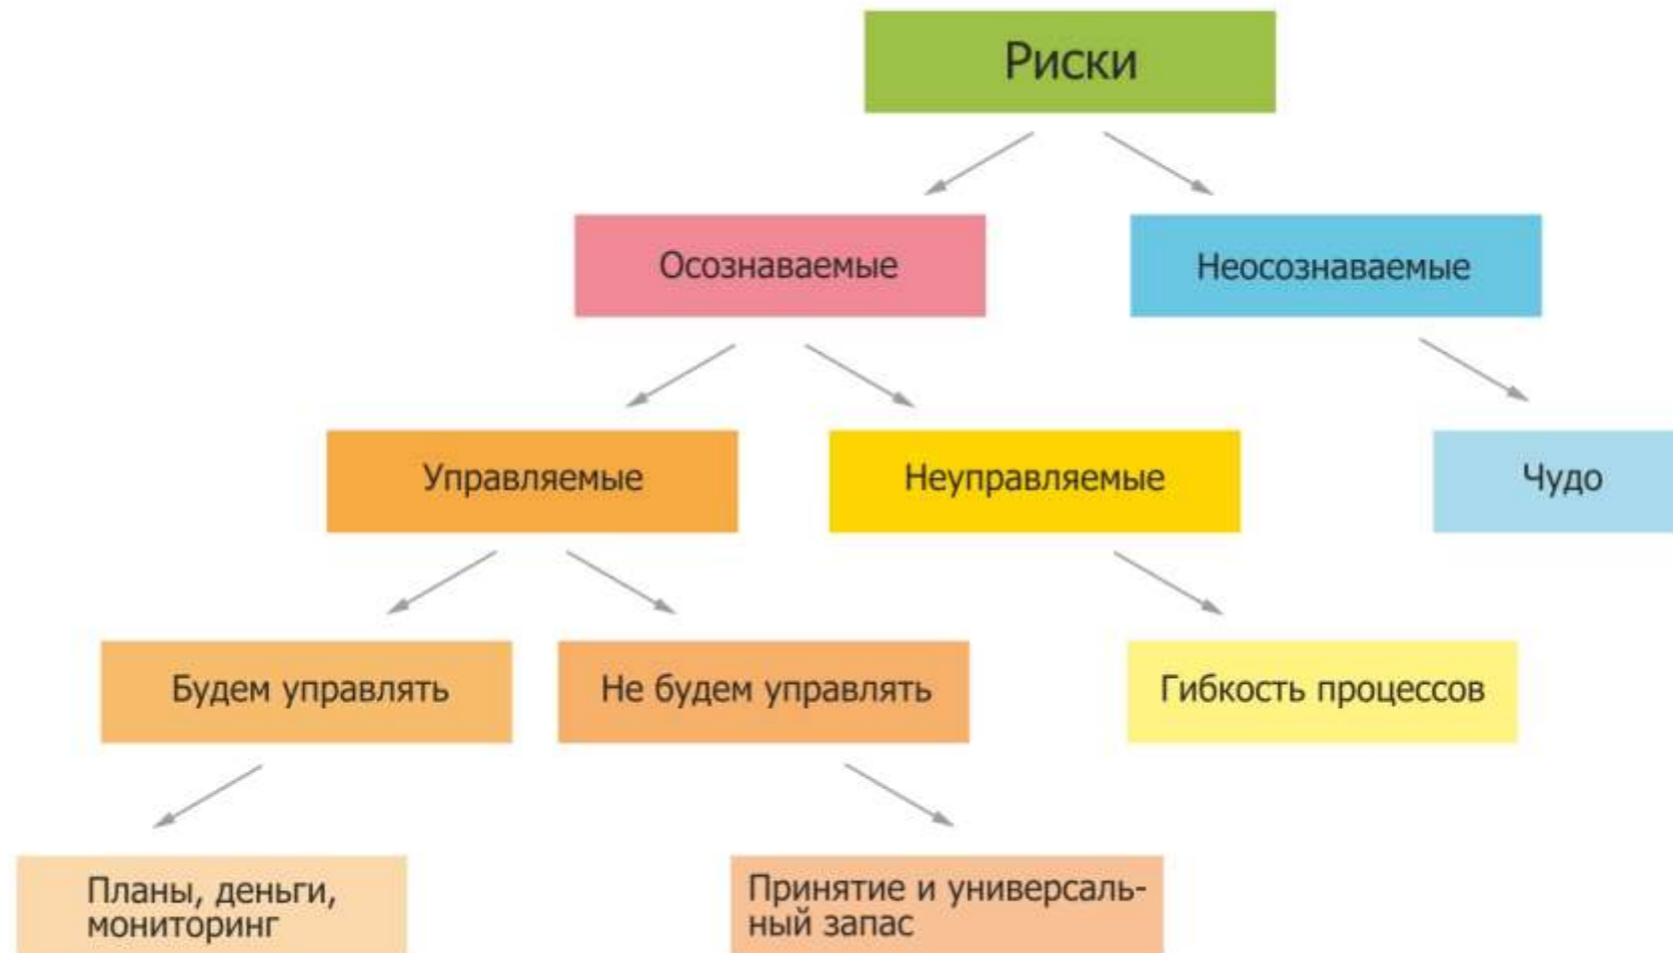 Риски
Осознаваемые
Неосознаваемые
Управляемые
Неуправляемые
Чудо
Будем управлять
Не будем управлять
Гибкость процессов
Планы, деньги,
мониторинг
Принятие и универсаль-
ный запас